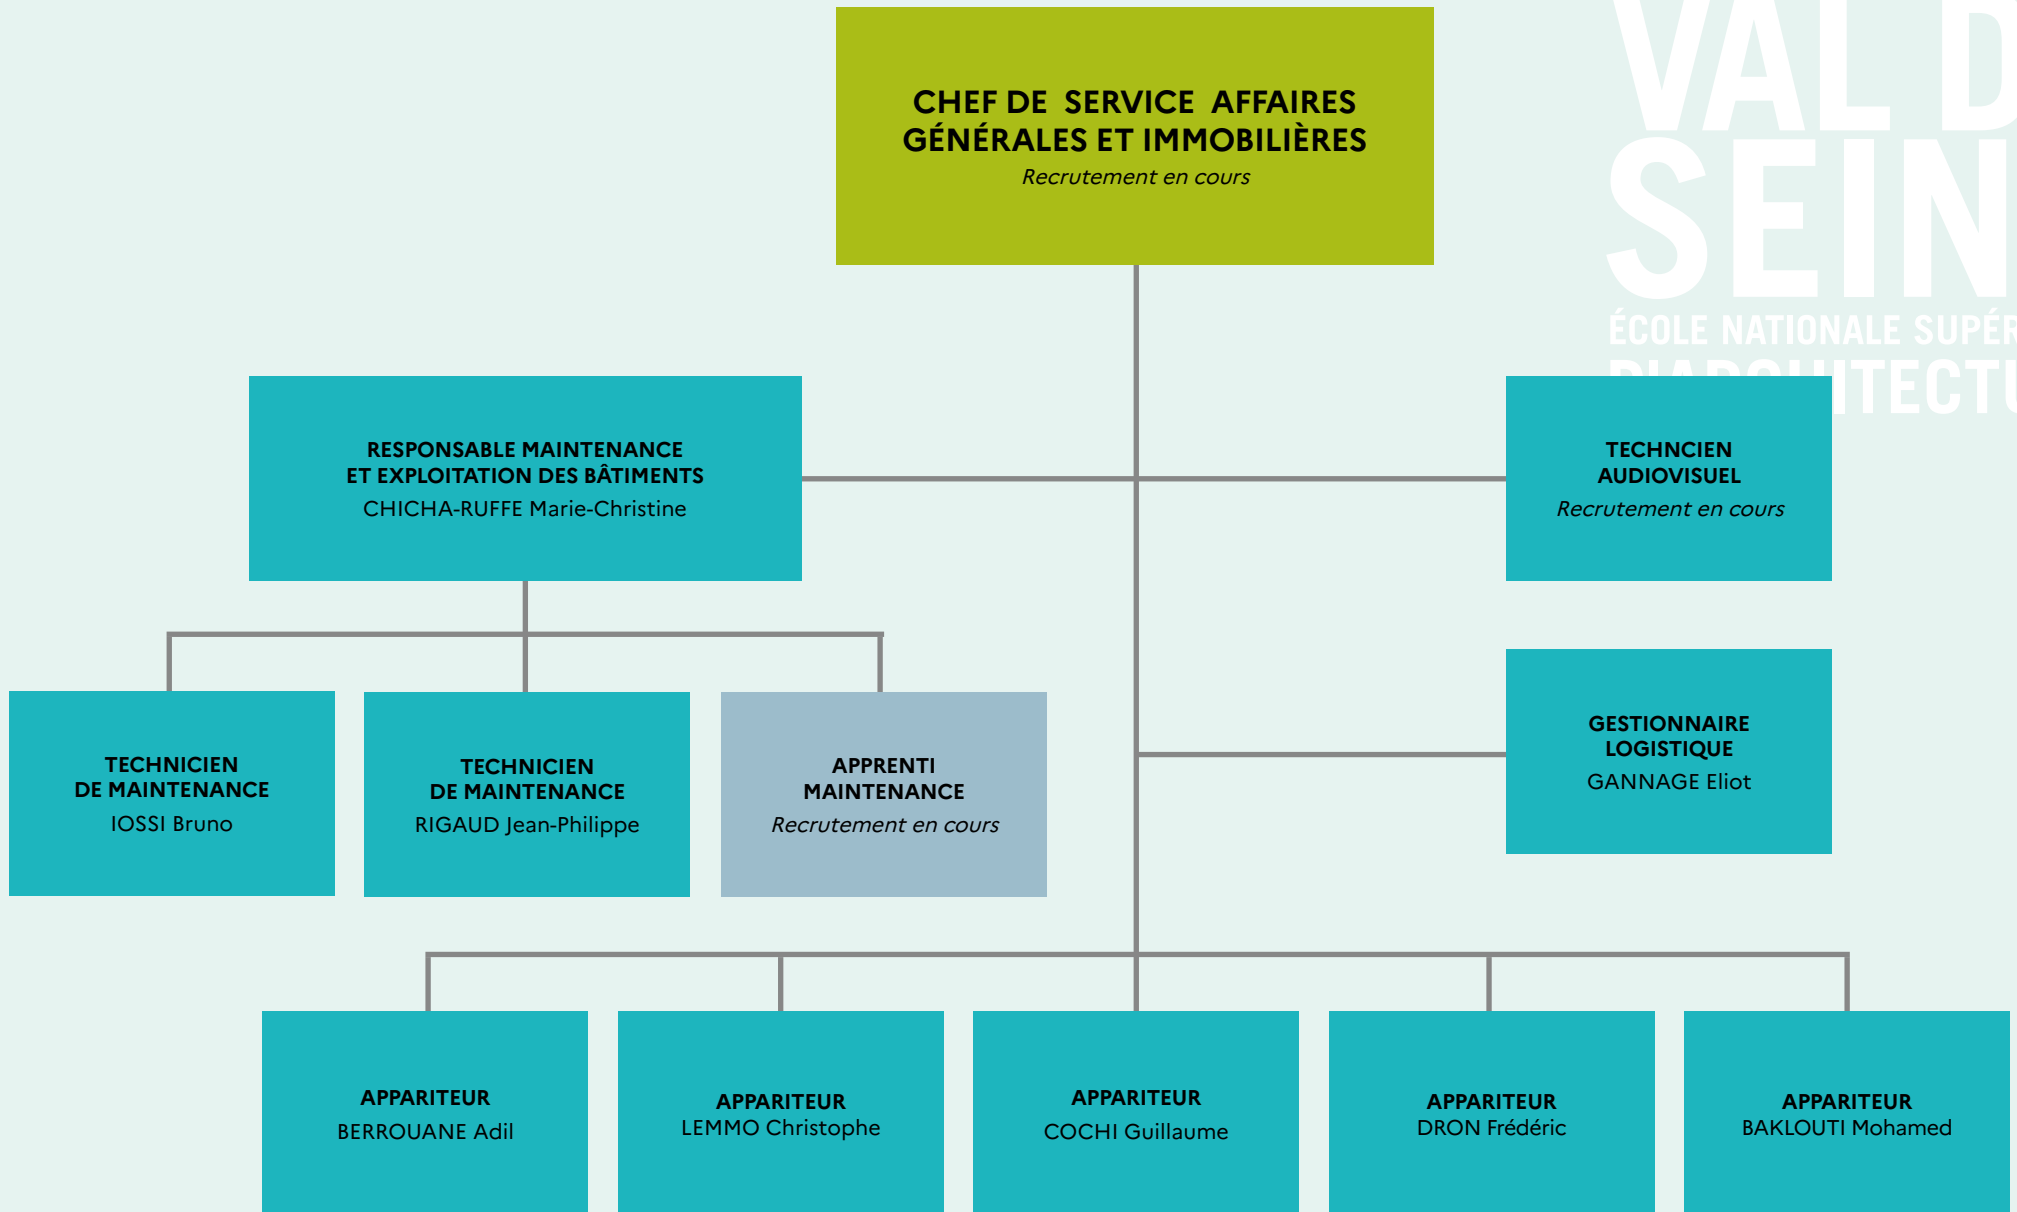 VAL D
SEIN
ÉCOLE NATIONALE SUPÉR
CHEF DE SERVICE AFFAIRES
GÉNÉRALES ET IMMOBILIÈRES
Recrutement en cours
RESPONSABLE MAINTENANCE
ET EXPLOITATION DES BÂTIMENTS
CHICHA-RUFFE Marie-Christine
TECHNCIEN
AUDIOVISUEL
Recrutement en cours
TECHNICIEN
DE MAINTENANCE
IOSSI Bruno
TECHNICIEN
DE MAINTENANCE
RIGAUD Jean-Philippe
APPRENTI
MAINTENANCE
Recrutement en cours
GESTIONNAIRE
LOGISTIQUE
GANNAGE Eliot
APPARITEUR
BERROUANE Adil
APPARITEUR
LEMMO Christophe
APPARITEUR
COCHI Guillaume
APPARITEUR
DRON Frédéric
APPARITEUR
BAKLOUTI Mohamed